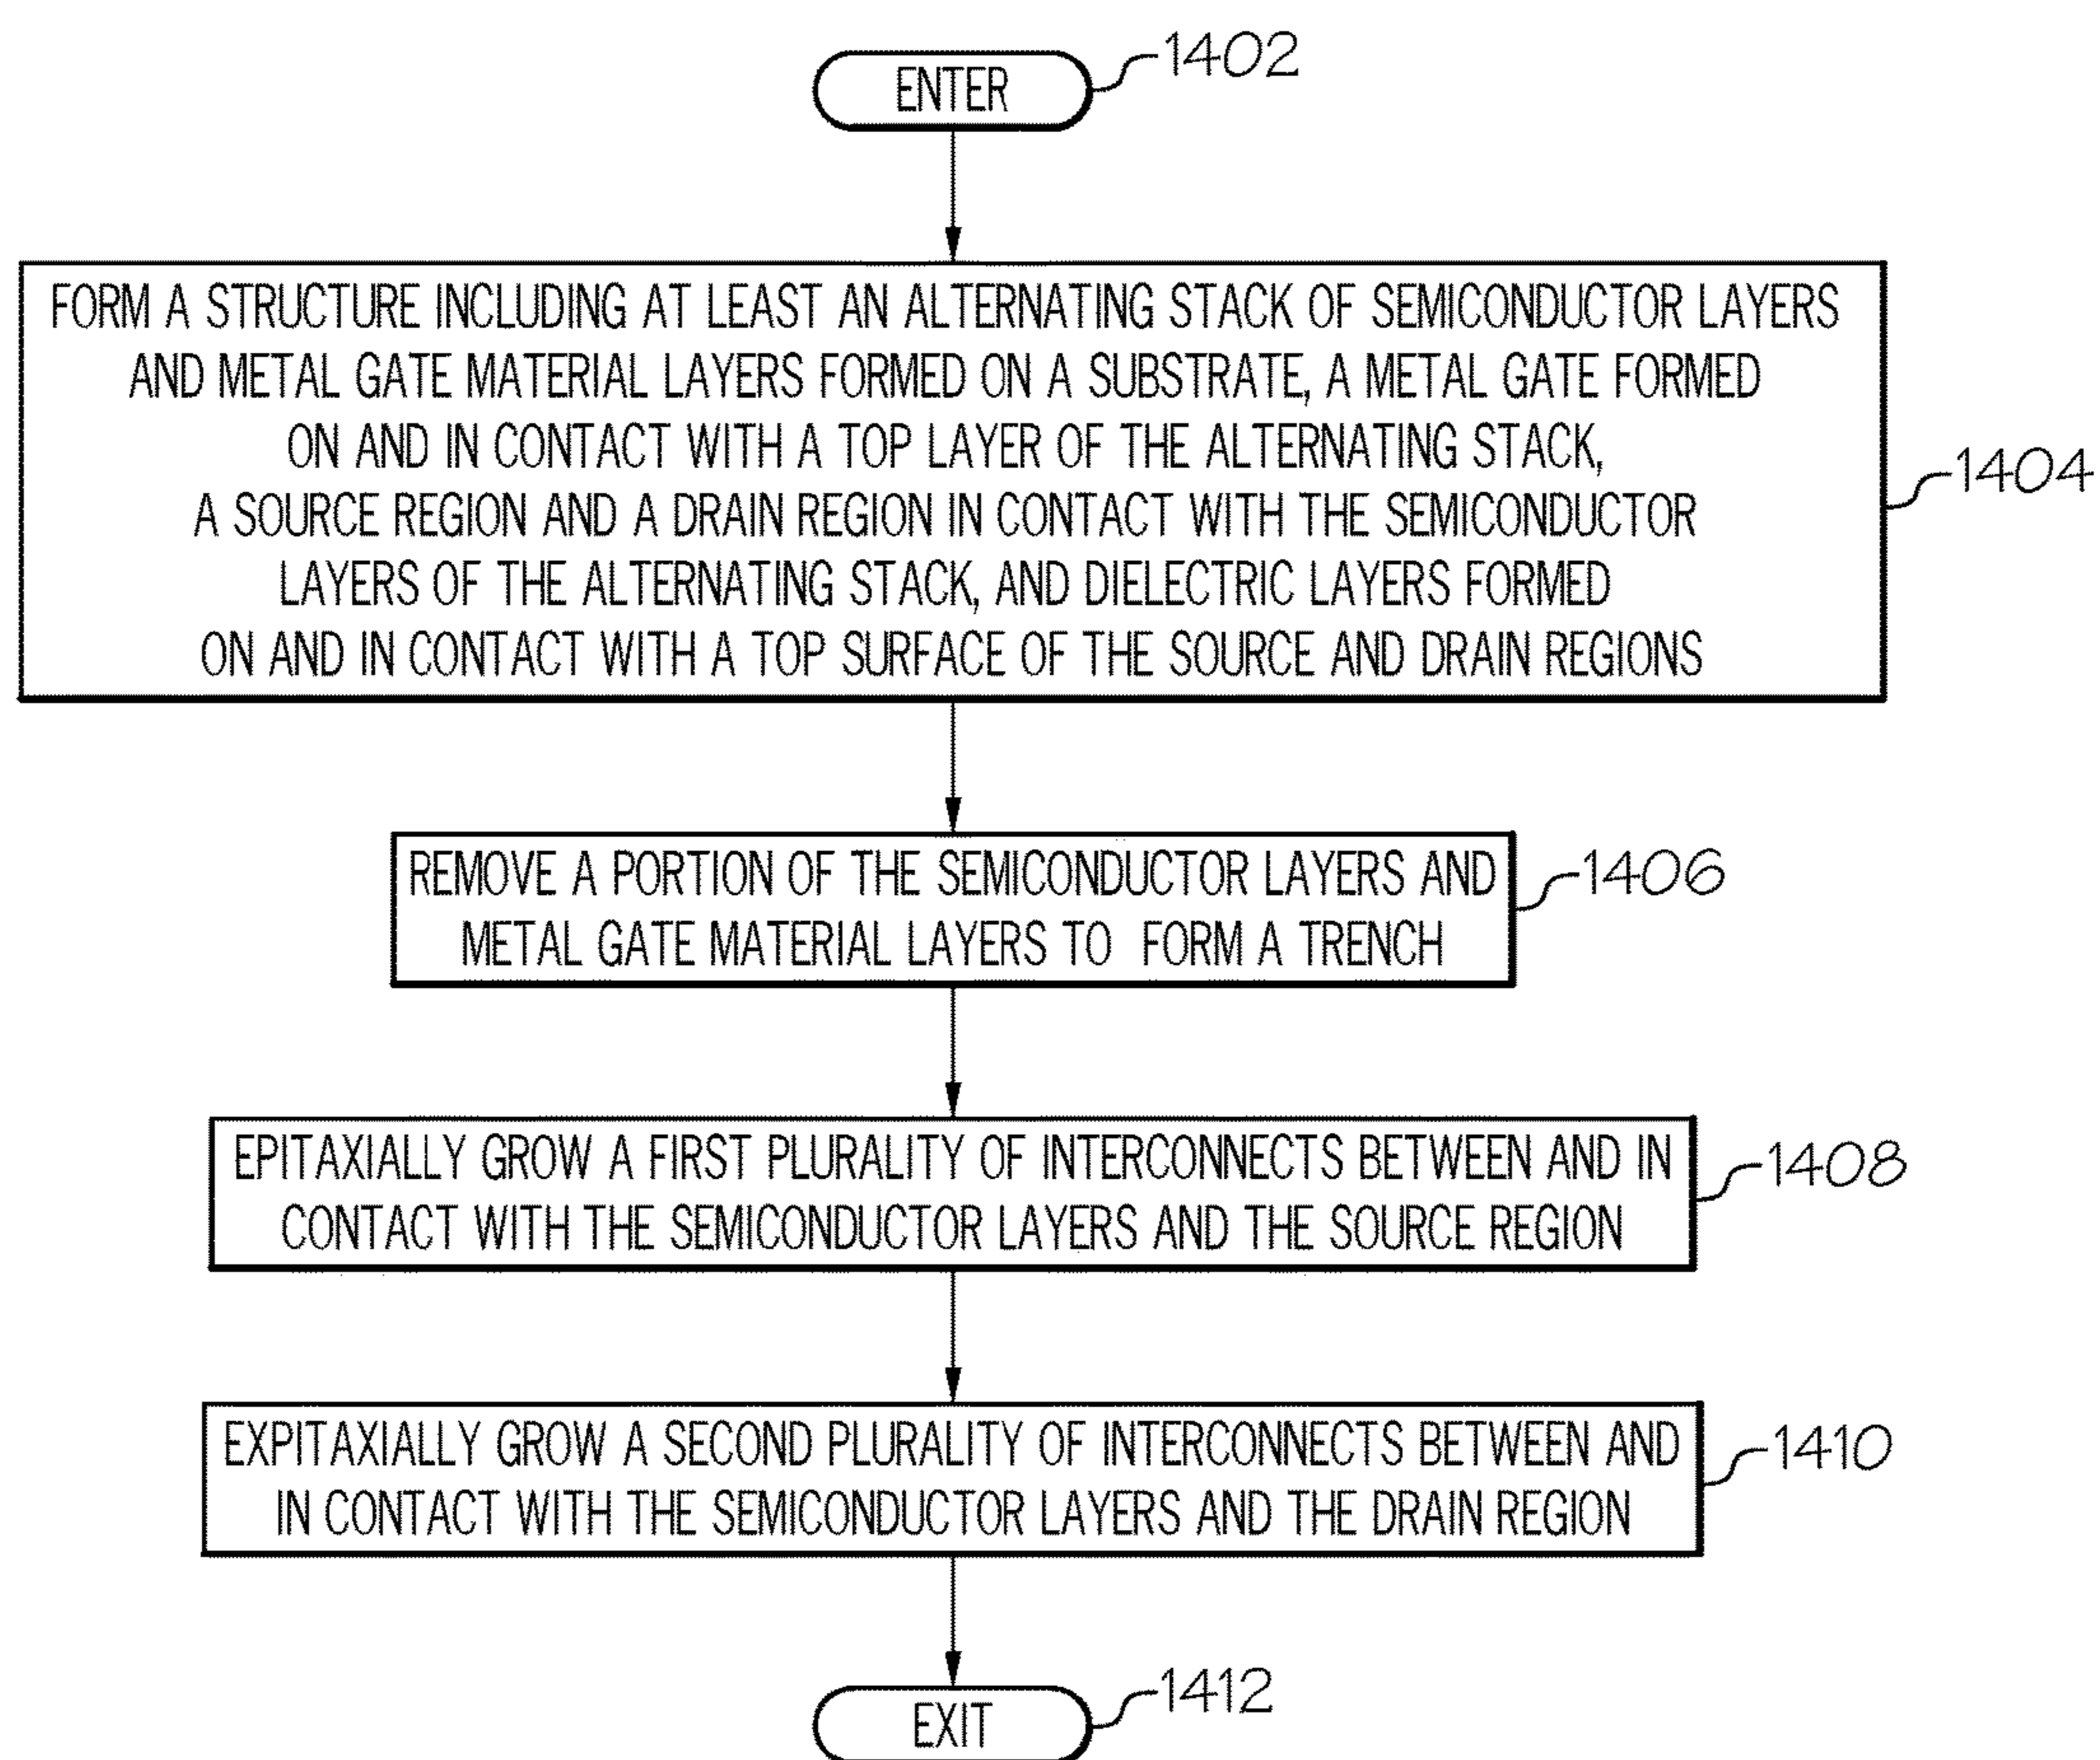 ENTER
1402
FORM A STRUCTURE INCLUDING AT LEAST AN ALTERNATING STACK OF SEMICONDUCTOR LAYERS
AND METAL GATE MATERIAL LAYERS FORMED ON A SUBSTRATE, A METAL GATE FORMED
ON AND IN CONTACT WITH A TOP LAYER OF THE ALTERNATING STACK,
A SOURCE REGION AND A DRAIN REGION IN CONTACT WITH THE SEMICONDUCTOR
LAYERS OF THE ALTERNATING STACK, AND DIELECTRIC LAYERS FORMED
ON AND IN CONTACT WITH A TOP SURFACE OF THE SOURCE AND DRAIN REGIONS
1404
REMOVE A PORTION OF THE SEMICONDUCTOR LAYERS AND
METAL GATE MATERIAL LAYERS TO FORM A TRENCH
1406
EPITAXIALLY GROW A FIRST PLURALITY OF INTERCONNECTS BETWEEN AND IN
CONTACT WITH THE SEMICONDUCTOR LAYERS AND THE SOURCE REGION
1408
EXPITAXIALLY GROW A SECOND PLURALITY OF INTERCONNECTS BETWEEN AND
IN CONTACT WITH THE SEMICONDUCTOR LAYERS AND THE DRAIN REGION
1410
EXIT
1412